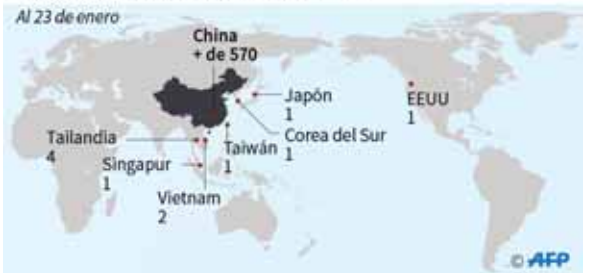 Al 23 de enero
China
+ de 570
Japón
1
EEUU
1
Corea del Sur
1
Taiwán
1
Tailandia
4
Singapur
1
Vietnam
2
© AFP